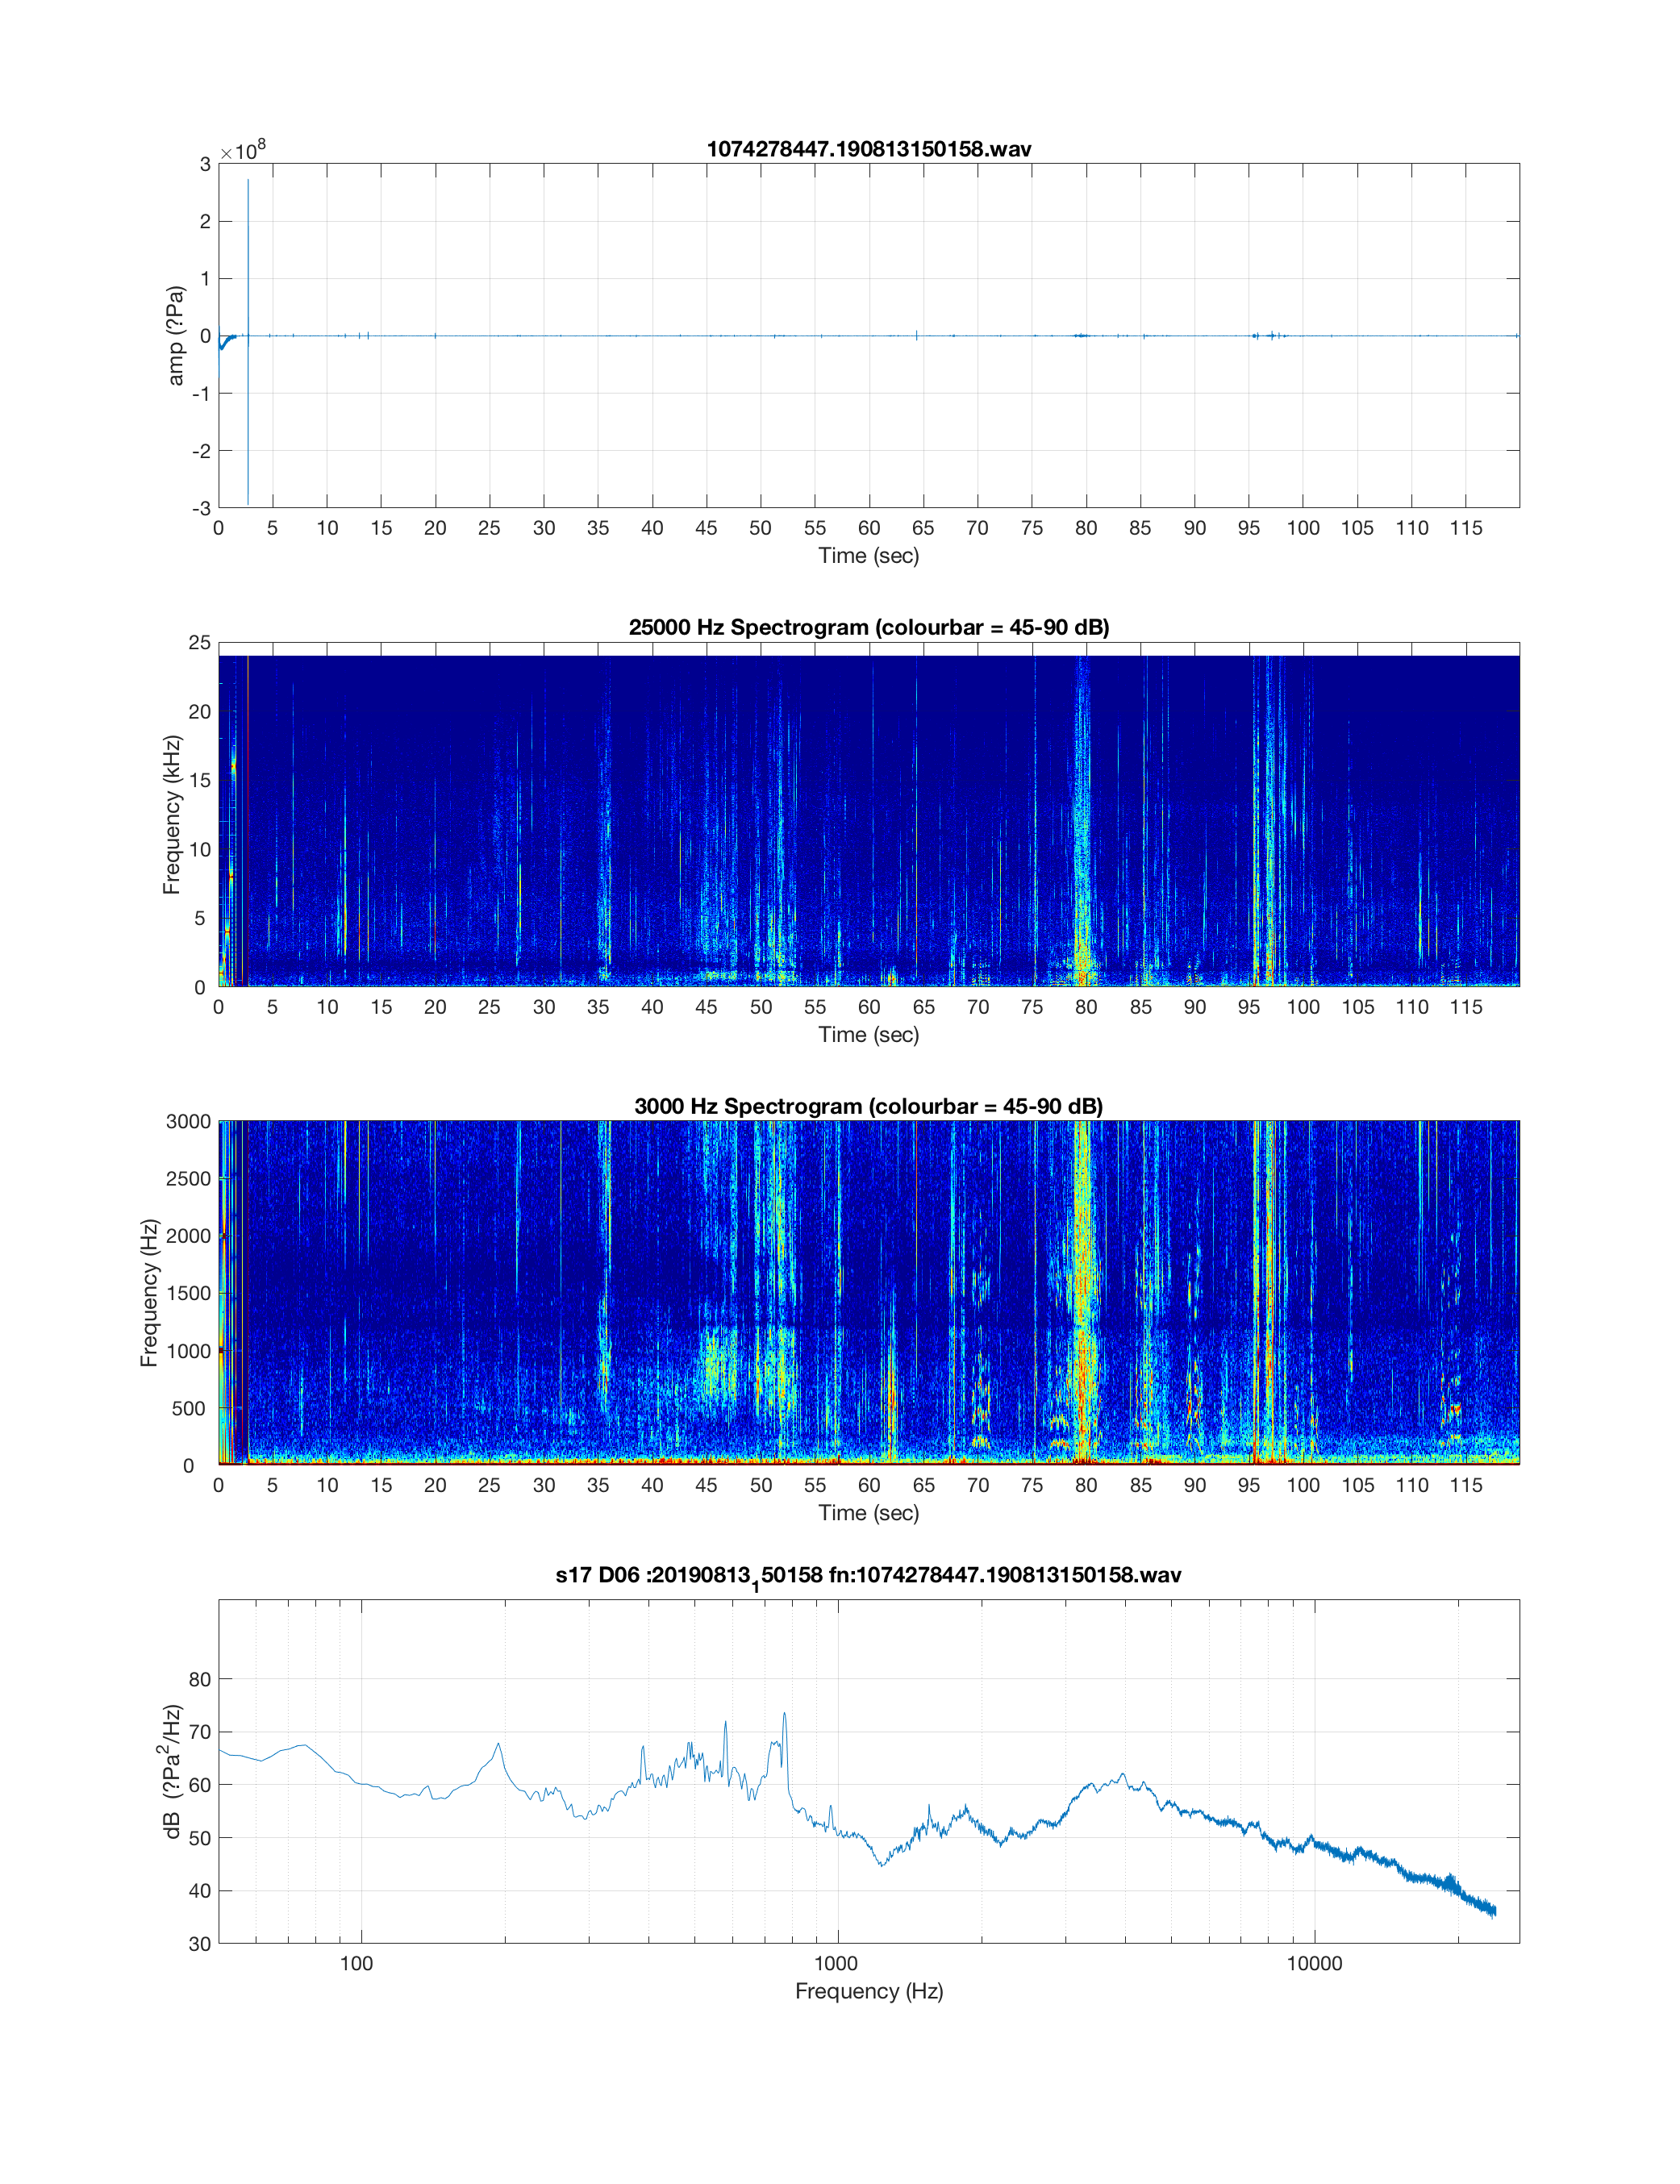 1074278447.190813150158.wav
×10⁸
3
2
1
0
-1
-2
-3
amp (?Pa)
0 5 10 15 20 25 30 35 40 45 50 55 60 65 70 75 80 85 90 95 100 105 110 115
Time (sec)
25000 Hz Spectrogram (colourbar = 45-90 dB)
25
20
15
10
5
0
Frequency (kHz)
0 5 10 15 20 25 30 35 40 45 50 55 60 65 70 75 80 85 90 95 100 105 110 115
Time (sec)
3000 Hz Spectrogram (colourbar = 45-90 dB)
3000
2500
2000
1500
1000
500
0
Frequency (Hz)
0 5 10 15 20 25 30 35 40 45 50 55 60 65 70 75 80 85 90 95 100 105 110 115
Time (sec)
s17 D06 :20190813₁50158 fn:1074278447.190813150158.wav
80
70
60
50
40
30
dB (?Pa²/Hz)
100 1000 10000
Frequency (Hz)